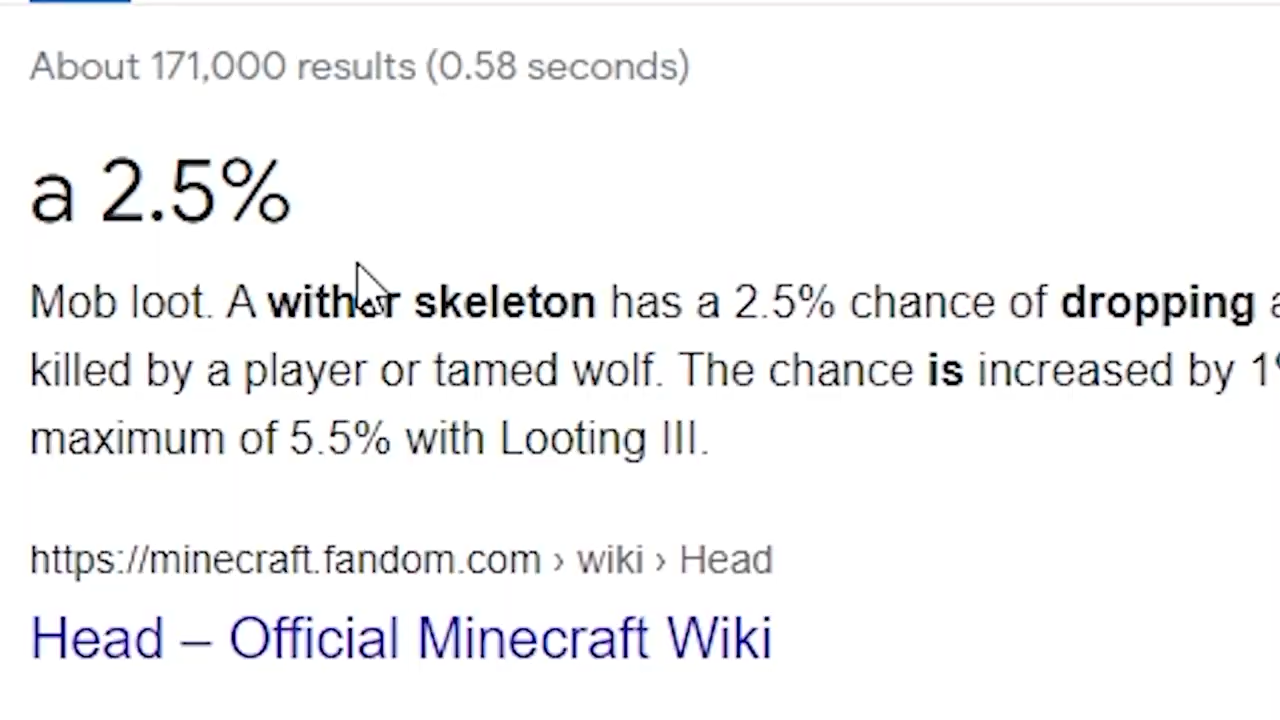 About 171,000 results (0.58 seconds)
a 2.5%
Mob loot. A wither skeleton has a 2.5% chance of dropping a
killed by a player or tamed wolf. The chance is increased by 1%
maximum of 5.5% with Looting III.
https://minecraft.fandom.com › wiki › Head
Head – Official Minecraft Wiki